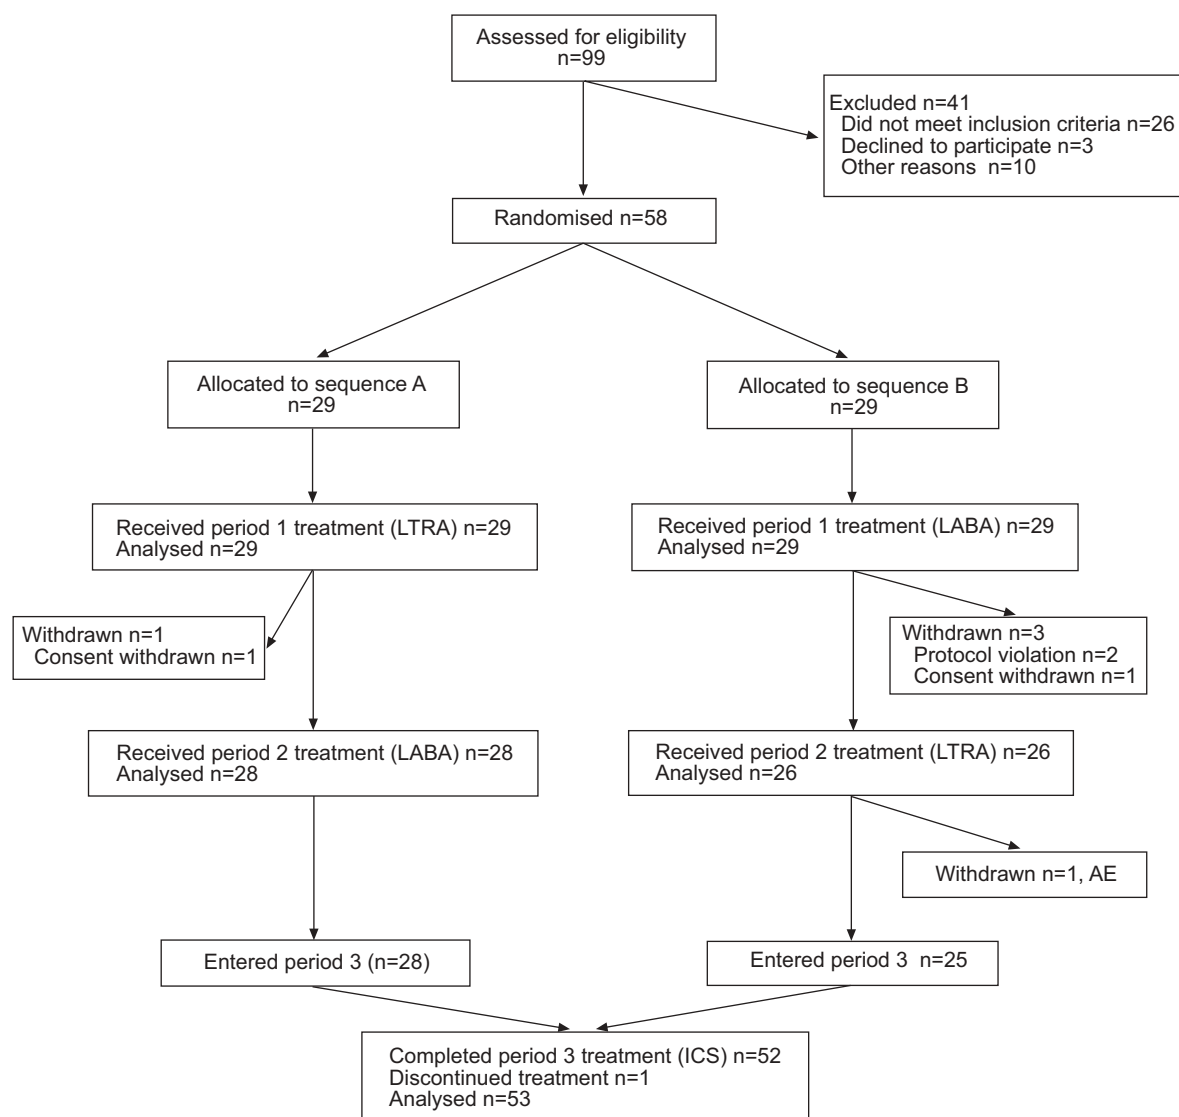 Assessed for eligibility
n=99
Excluded n=41
Did not meet inclusion criteria n=26
Declined to participate n=3
Other reasons n=10
Randomised n=58
Allocated to sequence A
n=29
Allocated to sequence B
n=29
Received period 1 treatment (LTRA) n=29
Analysed n=29
Received period 1 treatment (LABA) n=29
Analysed n=29
Withdrawn n=1
Consent withdrawn n=1
Withdrawn n=3
Protocol violation n=2
Consent withdrawn n=1
Received period 2 treatment (LABA) n=28
Analysed n=28
Received period 2 treatment (LTRA) n=26
Analysed n=26
Withdrawn n=1, AE
Entered period 3 (n=28)
Entered period 3 n=25
Completed period 3 treatment (ICS) n=52
Discontinued treatment n=1
Analysed n=53